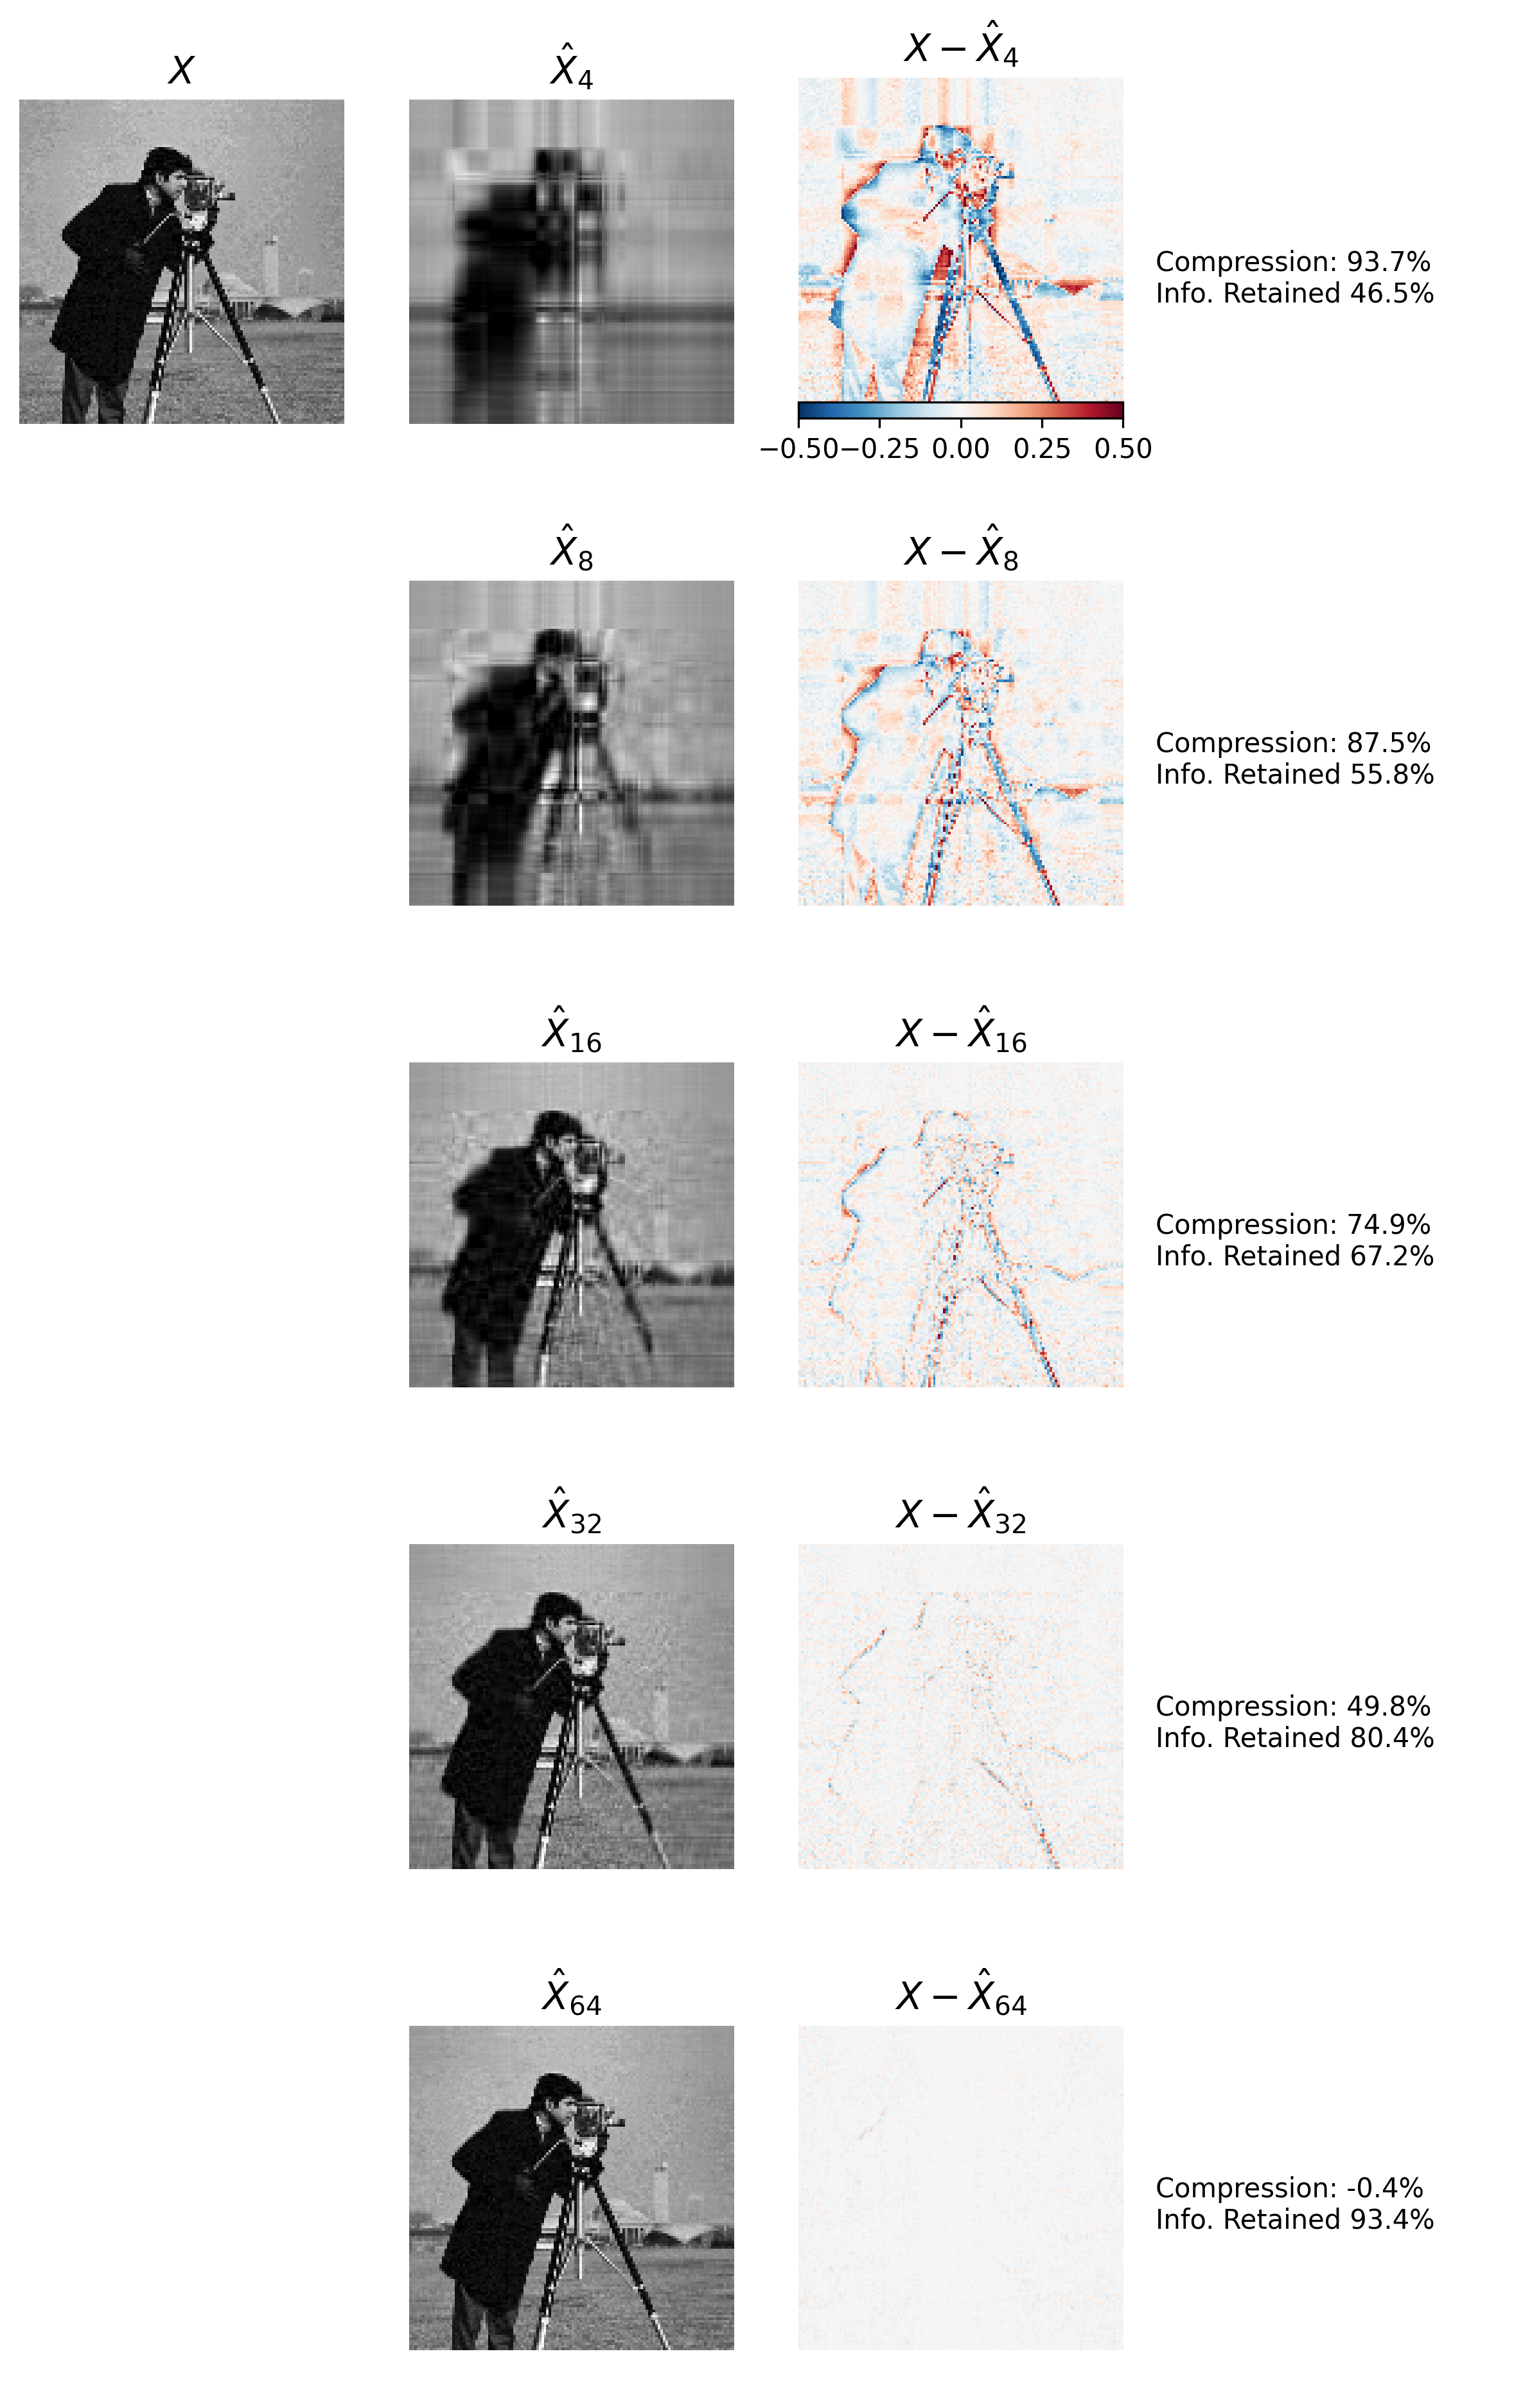 X
X̂₄
X − X̂₄
Compression: 93.7%
Info. Retained 46.5%
−0.50 −0.25 0.00 0.25 0.50
X̂₈
X − X̂₈
Compression: 87.5%
Info. Retained 55.8%
X̂₁₆
X − X̂₁₆
Compression: 74.9%
Info. Retained 67.2%
X̂₃₂
X − X̂₃₂
Compression: 49.8%
Info. Retained 80.4%
X̂₆₄
X − X̂₆₄
Compression: -0.4%
Info. Retained 93.4%